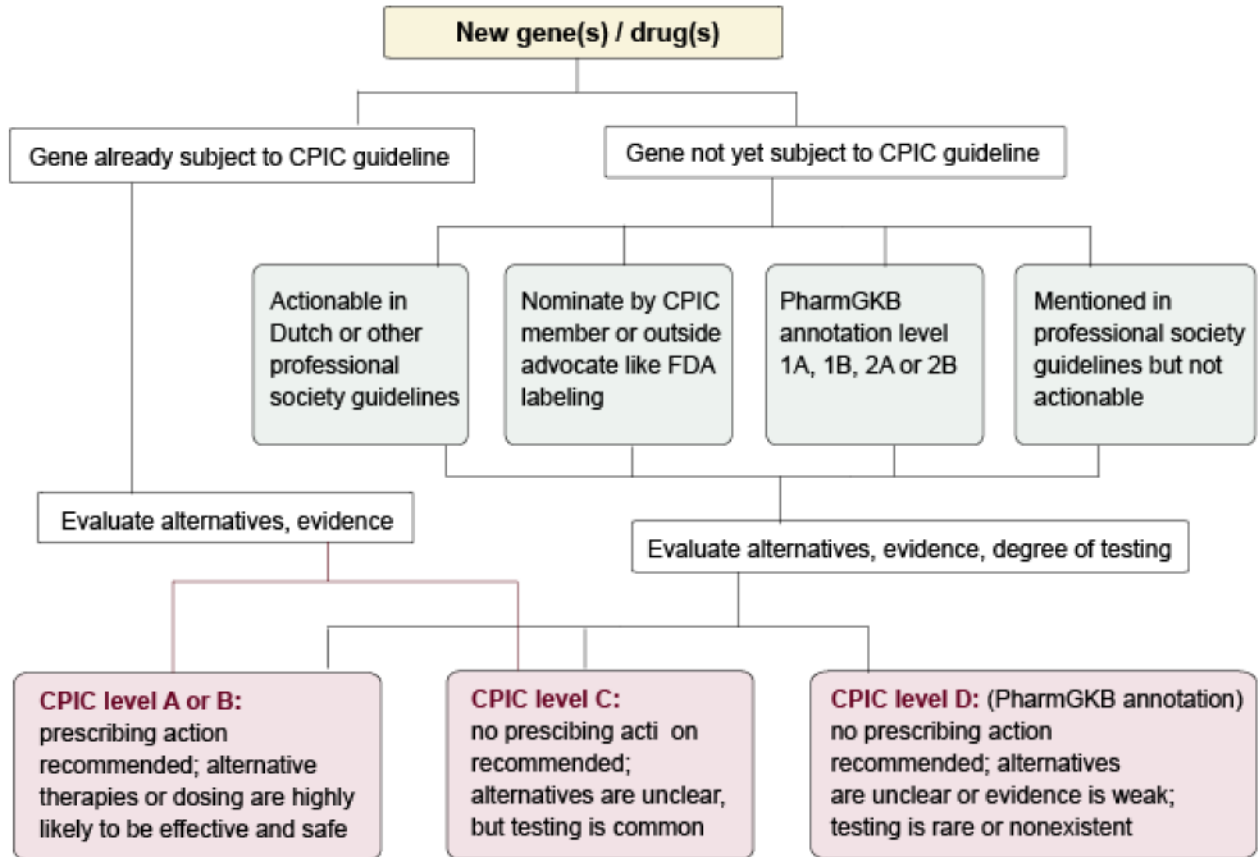 New gene(s) / drug(s)
Gene already subject to CPIC guideline
Gene not yet subject to CPIC guideline
Actionable in
Dutch or other
professional
society guidelines
Nominate by CPIC
member or outside
advocate like FDA
labeling
PharmGKB
annotation level
1A, 1B, 2A or 2B
Mentioned in
professional society
guidelines but not
actionable
Evaluate alternatives, evidence
Evaluate alternatives, evidence, degree of testing
CPIC level A or B:
prescribing action
recommended; alternative
therapies or dosing are highly
likely to be effective and safe
CPIC level C:
no prescibing acti on
recommended;
alternatives are unclear,
but testing is common
CPIC level D: (PharmGKB annotation)
no prescribing action
recommended; alternatives
are unclear or evidence is weak;
testing is rare or nonexistent